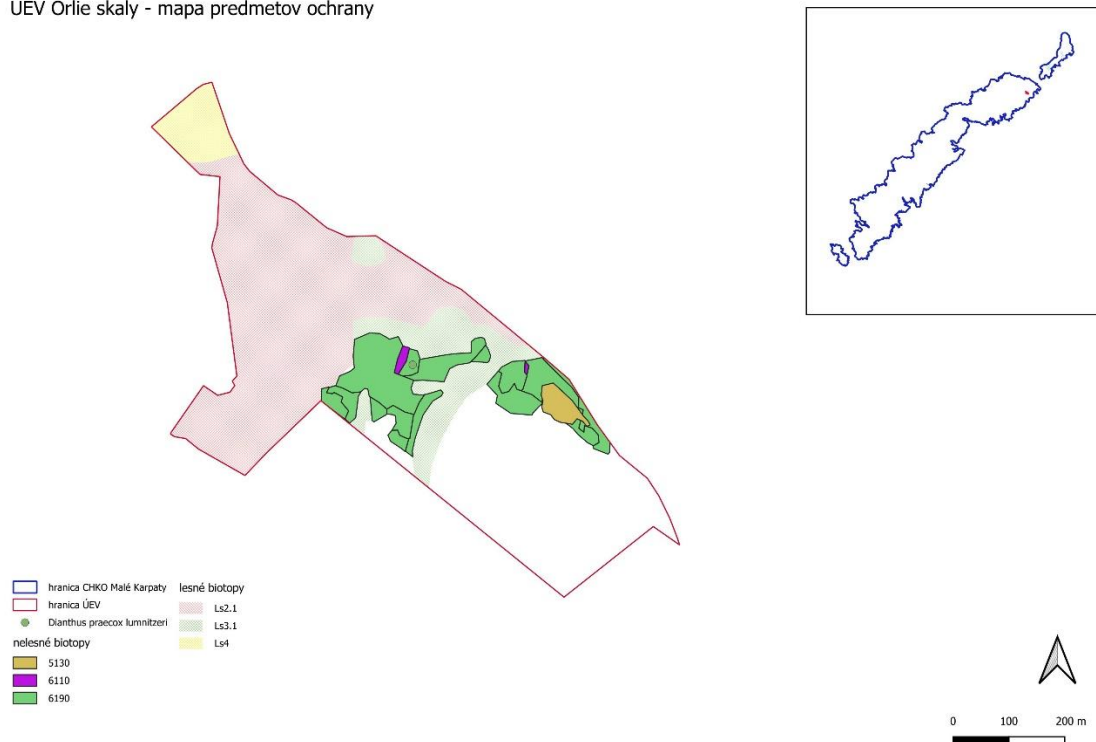 ÚEV Orlie skaly - mapa predmetov ochrany
hranica CHKO Malé Karpaty
hranica ÚEV
Dianthus praecox lumnitzeri
nelesné biotopy
5130
6110
6190
lesné biotopy
Ls2.1
Ls3.1
Ls4
0 100 200 m